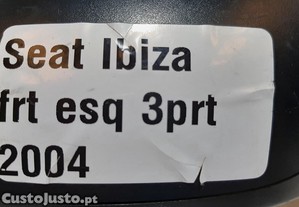 Seat Ibiza
frt esq 3prt
2004
CustoJusto.pt